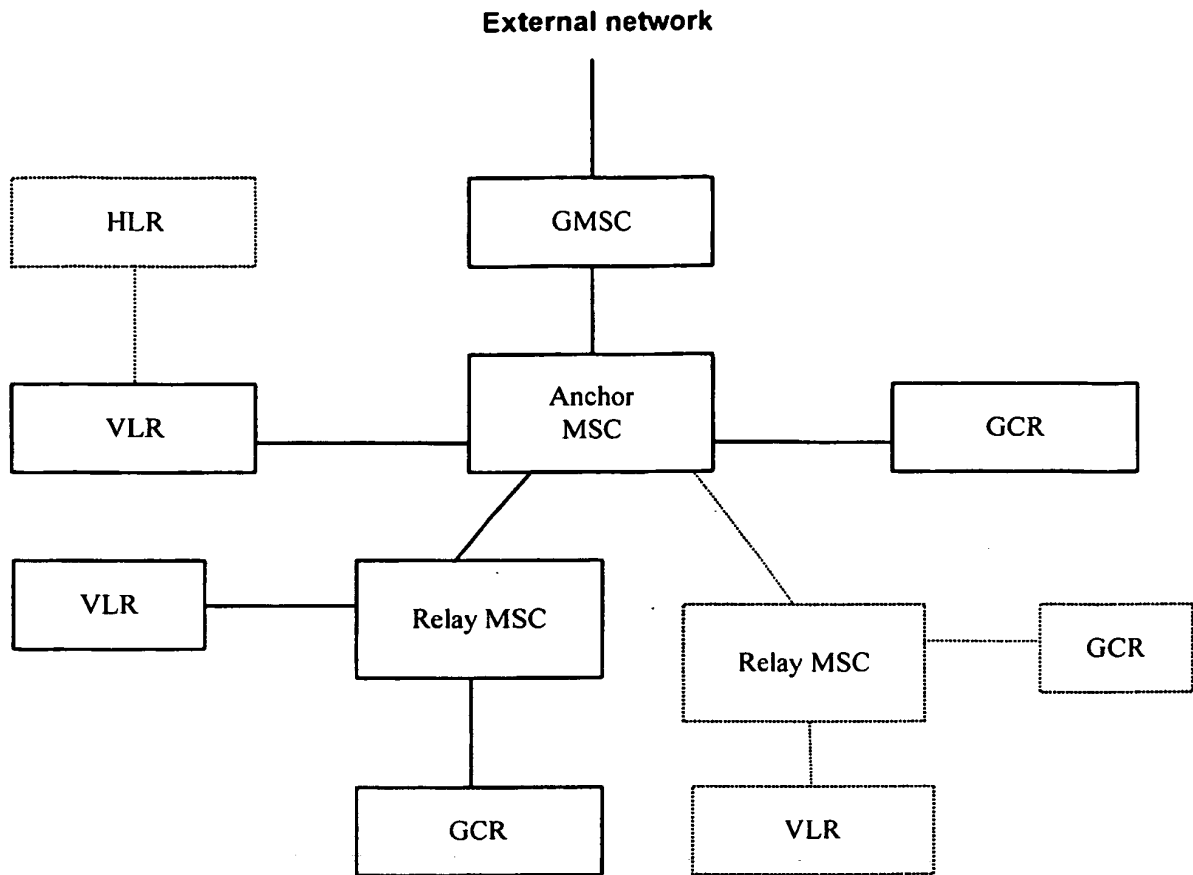 External network
HLR
GMSC
VLR
Anchor
MSC
GCR
VLR
Relay MSC
Relay MSC
GCR
GCR
VLR